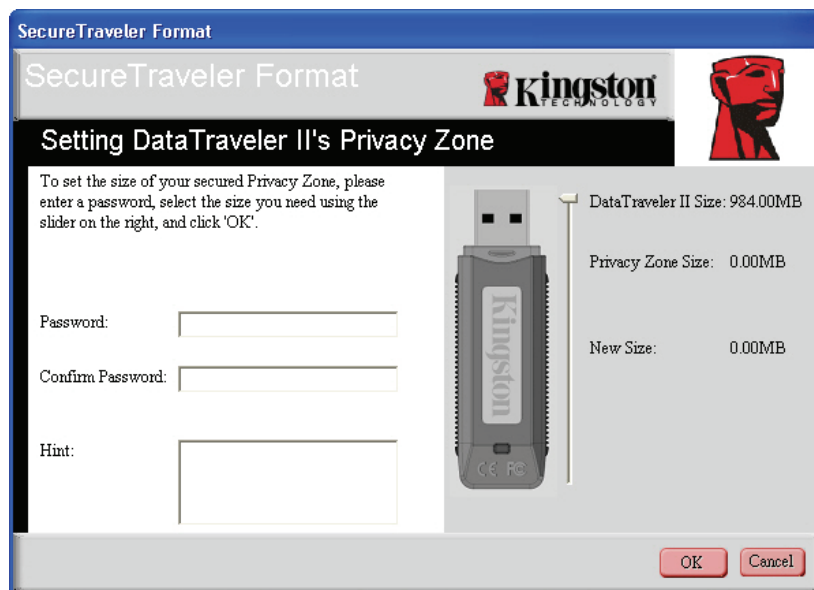 SecureTraveler Format
SecureTraveler Format
Kingston
TECHNOLOGY
Setting DataTraveler II's Privacy Zone
To set the size of your secured Privacy Zone, please
enter a password, select the size you need using the
slider on the right, and click 'OK'.
Password:
Confirm Password:
Hint:
Kingston
CE FC
DataTraveler II Size: 984.00MB
Privacy Zone Size: 0.00MB
New Size: 0.00MB
OK
Cancel